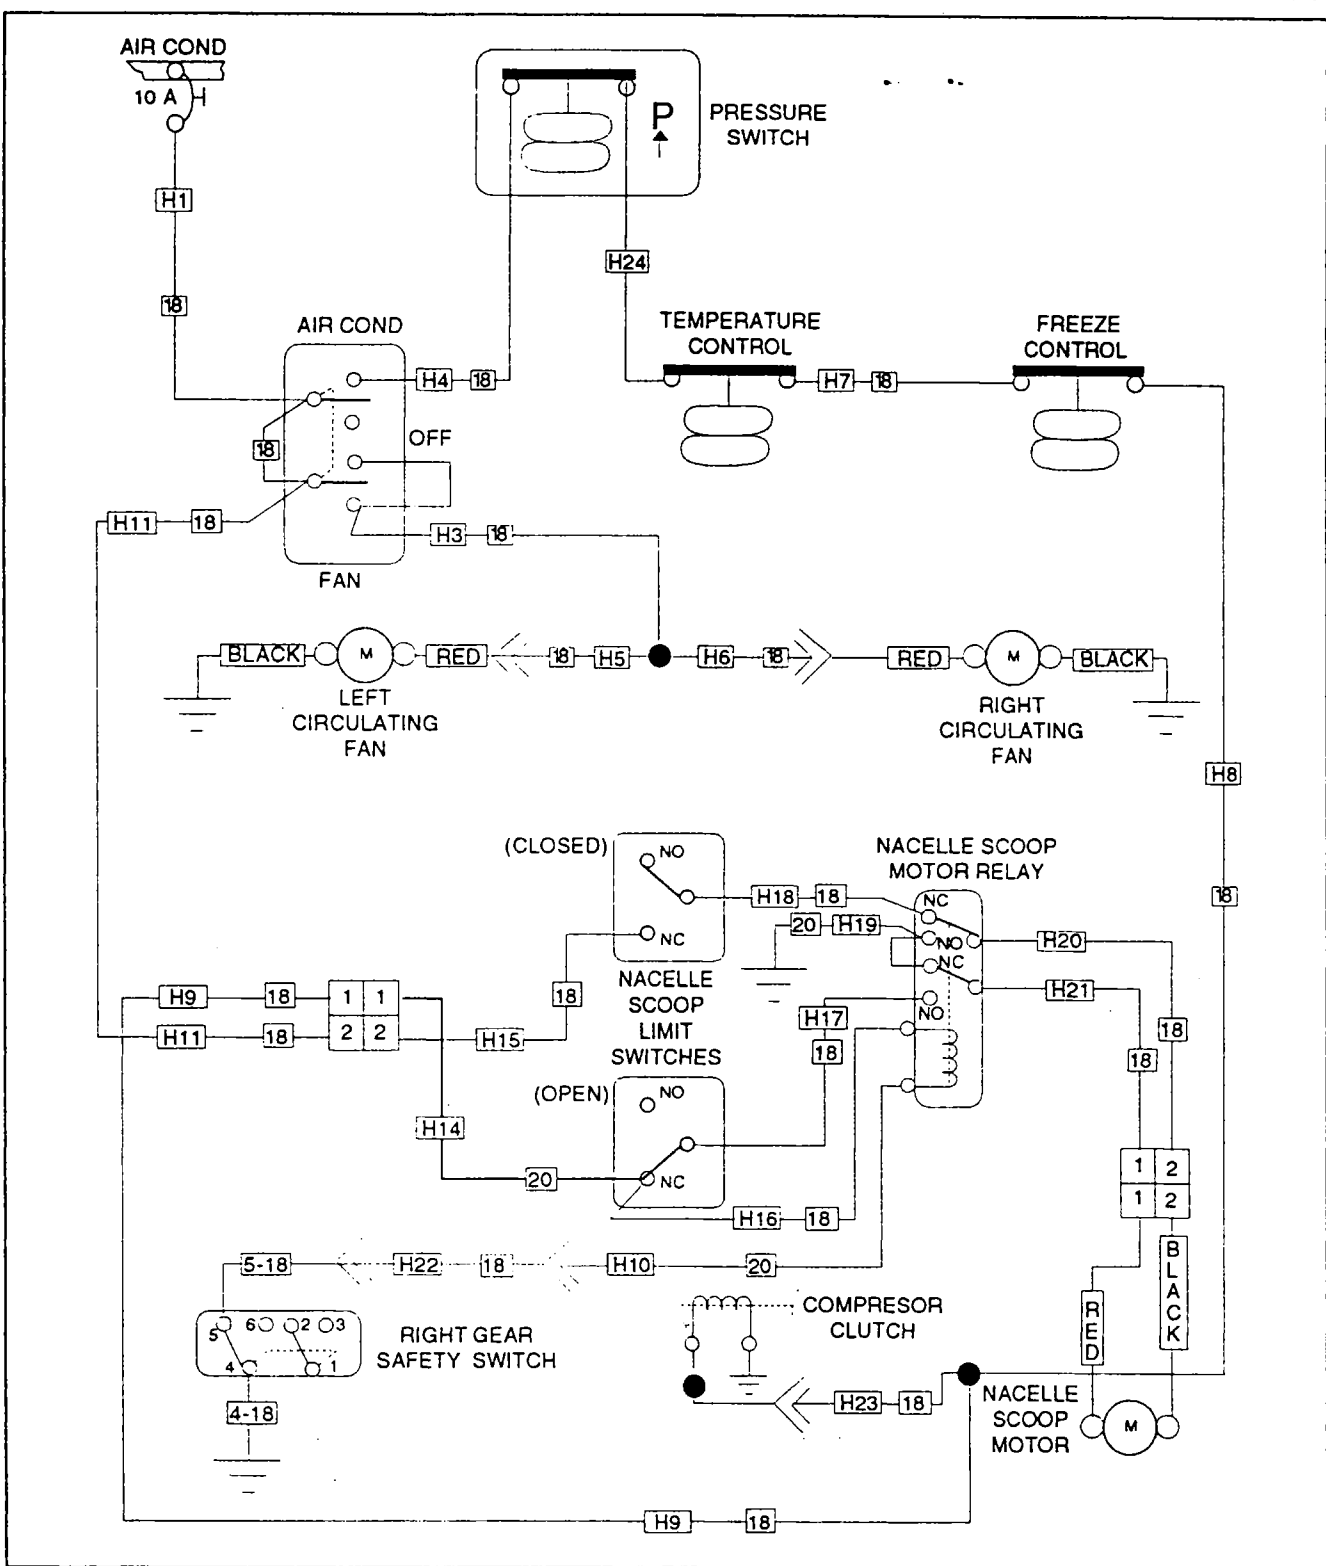 AIR COND
10 A
H1
18
P
PRESSURE
SWITCH
H24
AIR COND
H4 18
TEMPERATURE
CONTROL
H7 18
FREEZE
CONTROL
18
OFF
H11 18
H3 18
FAN
BLACK M RED 18 H5 H6 18 RED M BLACK
LEFT
CIRCULATING
FAN
RIGHT
CIRCULATING
FAN
H8
18
(CLOSED)
NO
NC
NACELLE SCOOP
MOTOR RELAY
H18 18
NC
20 H19
NO
NC
NO
H20
H21
NACELLE
SCOOP
LIMIT
SWITCHES
18
H9 18 1 1
H11 18 2 2
H15
H17
18
18
18
(OPEN)
NO
NC
H14
20
H16 18
1 2
1 2
5-18 H22 18 H10 20
BLACK
RED
5 6 2 3
4 1
RIGHT GEAR
SAFETY SWITCH
COMPRESOR
CLUTCH
4-18
H23 18
NACELLE
SCOOP
MOTOR
M
H9 18